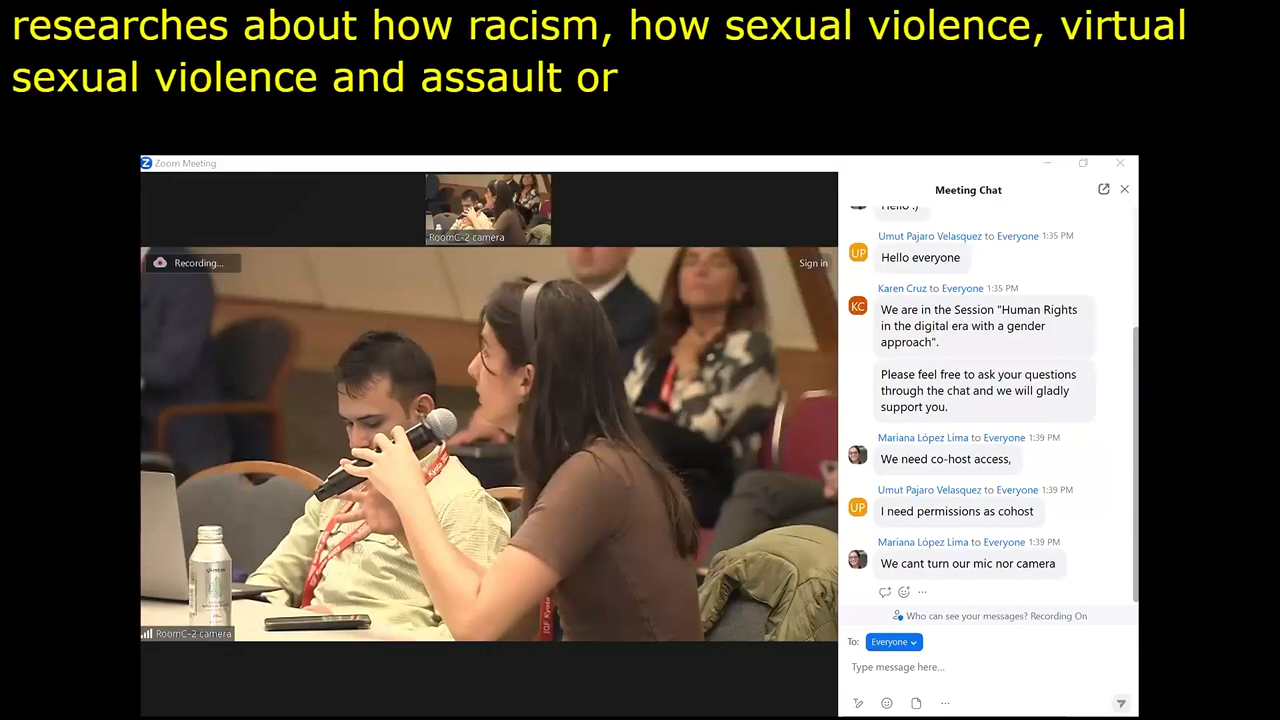 researches about how racism, how sexual violence, virtual
sexual violence and assault or
Zoom Meeting
RoomC-2 camera
Recording...
Sign in
RoomC-2 camera
Meeting Chat
Hello :)
Umut Pajaro Velasquez to Everyone 1:35 PM
UP
Hello everyone
Karen Cruz to Everyone 1:35 PM
KC
We are in the Session "Human Rights
in the digital era with a gender
approach".
Please feel free to ask your questions
through the chat and we will gladly
support you.
Mariana López Lima to Everyone 1:39 PM
We need co-host access,
Umut Pajaro Velasquez to Everyone 1:39 PM
UP
I need permissions as cohost
Mariana López Lima to Everyone 1:39 PM
We cant turn our mic nor camera
Who can see your messages? Recording On
To: Everyone
Type message here...